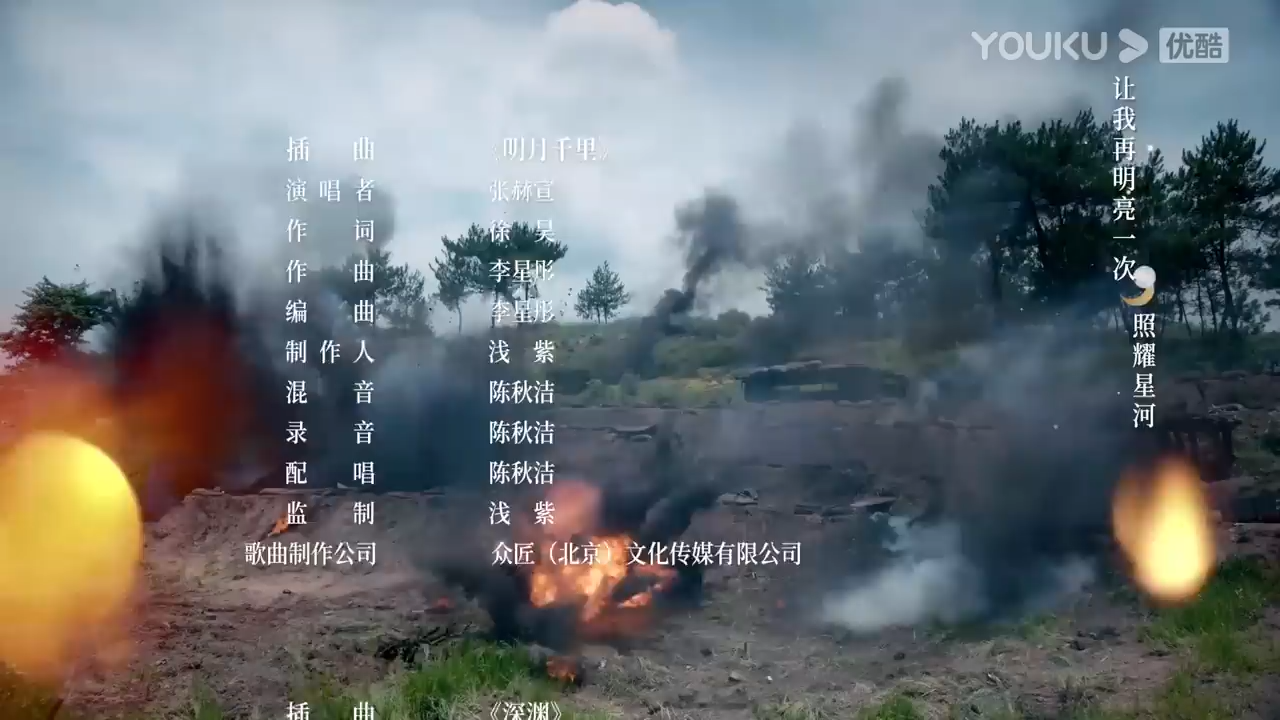 YOUKU 优酷
让我再明亮一次
照耀星河
插曲 《明月千里》
演唱者 张赫宣
作词 徐昊
作曲 李星彤
编曲 李星彤
制作人 浅紫
混音 陈秋洁
录音 陈秋洁
配唱 陈秋洁
监制 浅紫
歌曲制作公司 众匠（北京）文化传媒有限公司
插曲 《深渊》